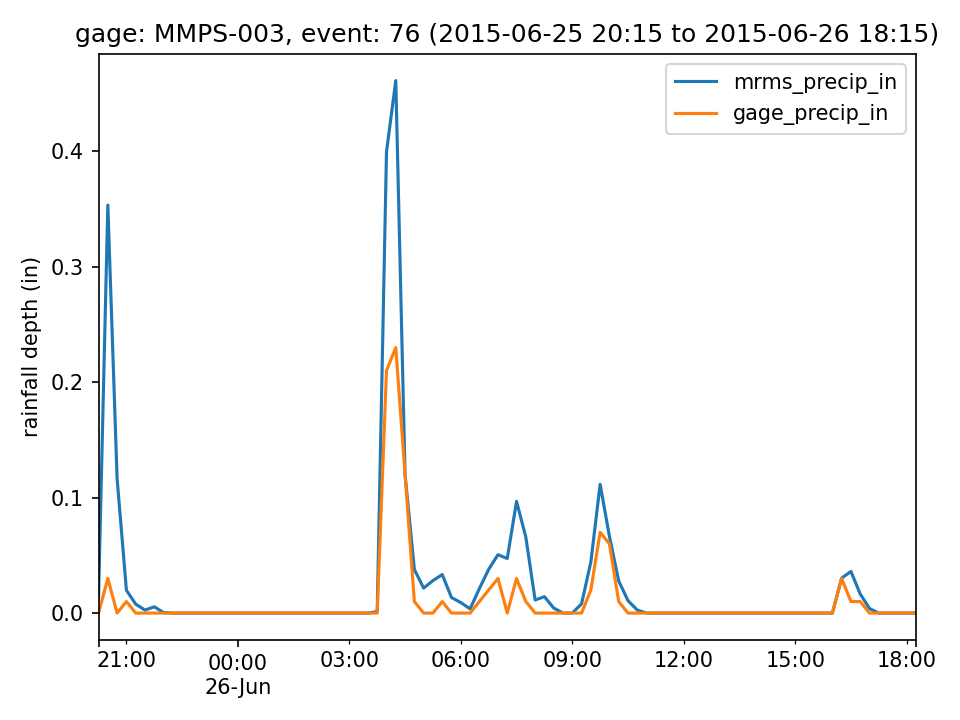 gage: MMPS-003, event: 76 (2015-06-25 20:15 to 2015-06-26 18:15)
mrms_precip_in
gage_precip_in
rainfall depth (in)
0.4
0.3
0.2
0.1
0.0
21:00 00:00 03:00 06:00 09:00 12:00 15:00 18:00
26-Jun